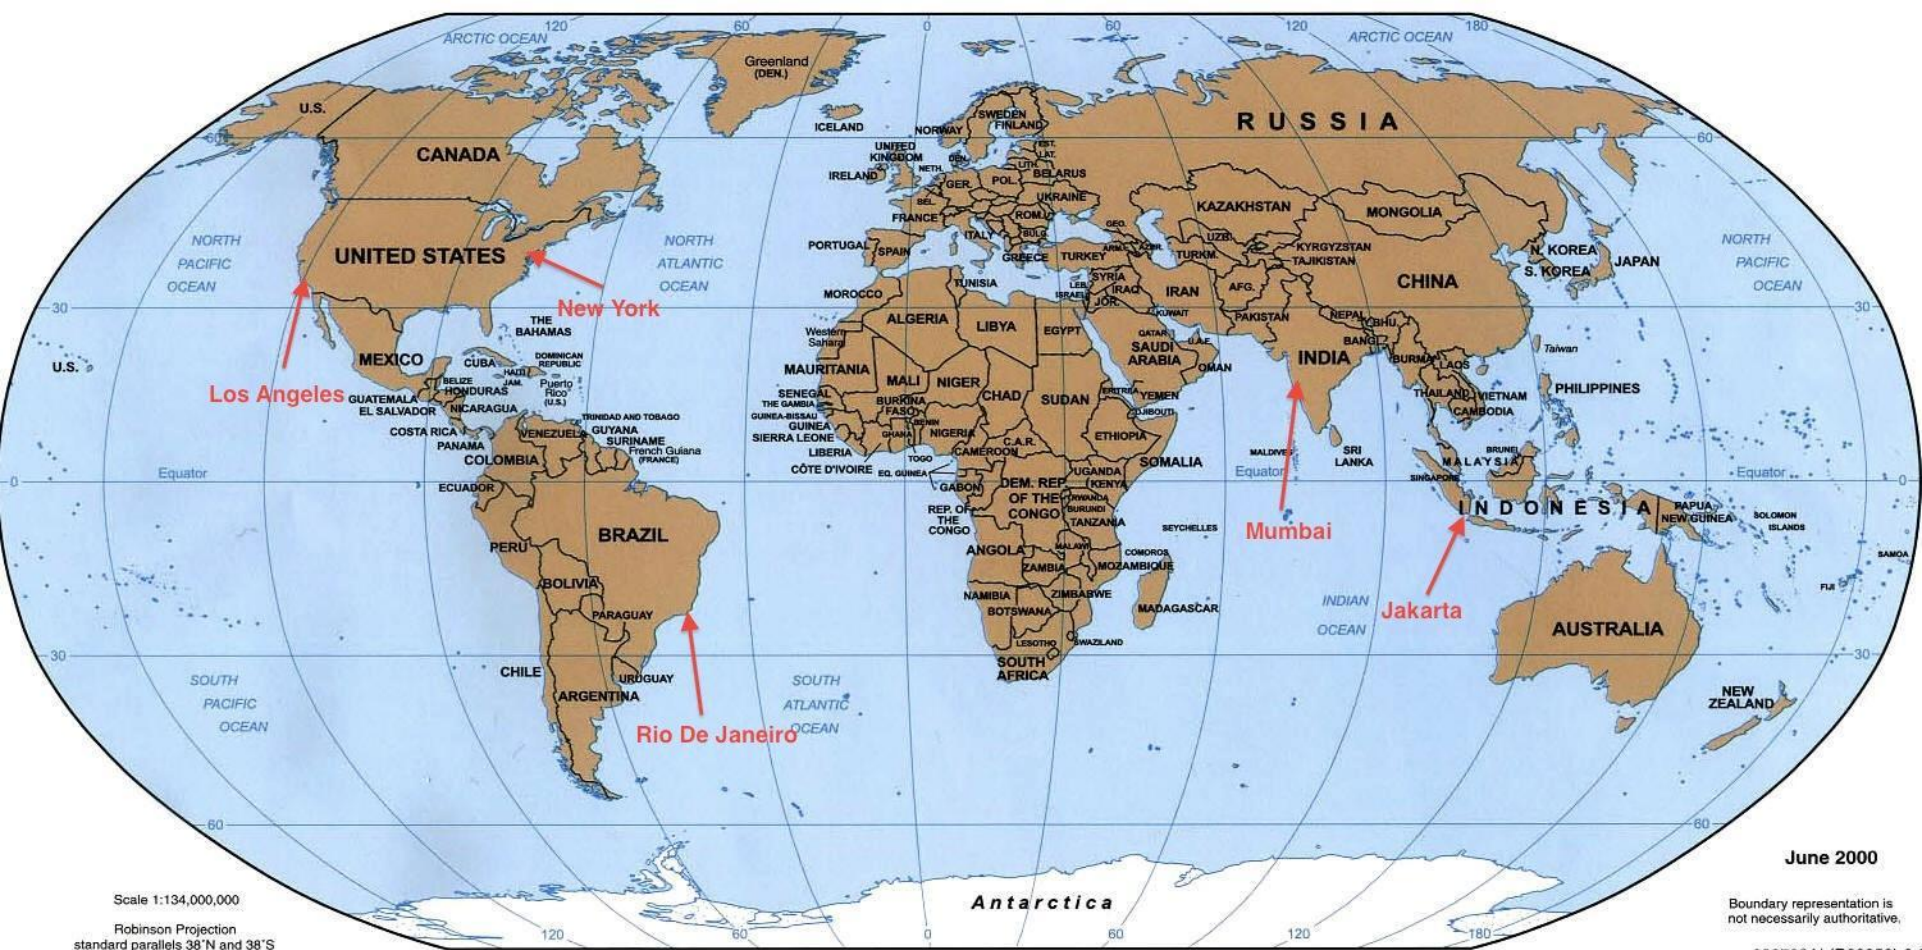 120
60
0
60
120
180
ARCTIC OCEAN
ARCTIC OCEAN
Greenland
(DEN.)
U.S.
ICELAND
NORWAY
SWEDEN
FINLAND
RUSSIA
60
60
CANADA
UNITED
KINGDOM
IRELAND
DEN.
NETH.
BEL.
GER.
POL.
EST.
LAT.
LITH.
BELARUS
UKRAINE
FRANCE
ROM.
BULG.
ITALY
PORTUGAL
SPAIN
GREECE
TURKEY
GEO.
ARM.
AZER.
KAZAKHSTAN
UZB.
TURKM.
KYRGYZSTAN
TAJIKISTAN
MONGOLIA
CHINA
N. KOREA
S. KOREA
JAPAN
NORTH
PACIFIC
OCEAN
UNITED STATES
NORTH
ATLANTIC
OCEAN
NORTH
PACIFIC
OCEAN
New York
Los Angeles
30
30
MOROCCO
TUNISIA
ALGERIA
LIBYA
EGYPT
LEB.
ISRAEL
SYRIA
JOR.
IRAQ
IRAN
KUWAIT
AFG.
PAKISTAN
NEPAL
BHU.
BANG.
INDIA
BURMA
LAOS
THAILAND
VIETNAM
CAMBODIA
Taiwan
PHILIPPINES
QATAR
U.A.E.
SAUDI
ARABIA
OMAN
YEMEN
Western
Sahara
MAURITANIA
MALI
NIGER
CHAD
SUDAN
ERITREA
DJIBOUTI
SENEGAL
THE GAMBIA
GUINEA-BISSAU
GUINEA
SIERRA LEONE
LIBERIA
CÔTE D'IVOIRE
BURKINA
FASO
GHANA
TOGO
BENIN
NIGERIA
CAMEROON
C.A.R.
ETHIOPIA
SOMALIA
EQ. GUINEA
GABON
REP. OF
THE
CONGO
DEM. REP.
OF THE
CONGO
UGANDA
KENYA
RWANDA
BURUNDI
TANZANIA
U.S.
MEXICO
THE
BAHAMAS
CUBA
HAITI
JAM.
DOMINICAN
REPUBLIC
Puerto
Rico
(U.S.)
BELIZE
HONDURAS
GUATEMALA
EL SALVADOR
NICARAGUA
COSTA RICA
PANAMA
TRINIDAD AND TOBAGO
VENEZUELA
GUYANA
SURINAME
French Guiana
(FRANCE)
COLOMBIA
ECUADOR
MALDIVES
SRI
LANKA
Equator
Equator
Equator
0
0
BRUNEI
MALAYSIA
SINGAPORE
INDONESIA
PAPUA
NEW GUINEA
SOLOMON
ISLANDS
SAMOA
FIJI
Mumbai
Jakarta
SEYCHELLES
PERU
BRAZIL
BOLIVIA
PARAGUAY
CHILE
ARGENTINA
URUGUAY
Rio De Janeiro
ANGOLA
ZAMBIA
MALAWI
COMOROS
MOZAMBIQUE
ZIMBABWE
NAMIBIA
BOTSWANA
MADAGASCAR
SWAZILAND
LESOTHO
SOUTH
AFRICA
INDIAN
OCEAN
AUSTRALIA
NEW
ZEALAND
30
30
SOUTH
PACIFIC
OCEAN
SOUTH
ATLANTIC
OCEAN
60
60
Antarctica
120
60
0
60
120
180
June 2000
Scale 1:134,000,000
Robinson Projection
standard parallels 38°N and 38°S
Boundary representation is
not necessarily authoritative.